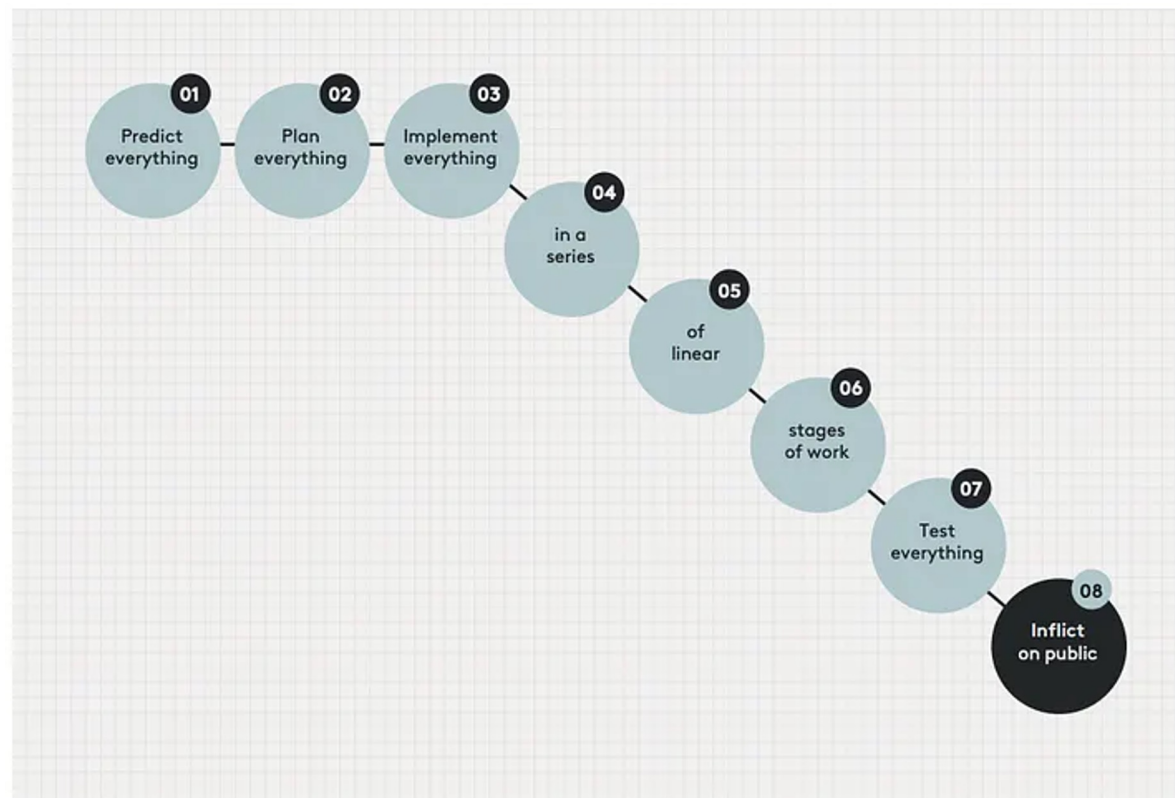 01
Predict
everything
02
Plan
everything
03
Implement
everything
04
in a
series
05
of
linear
06
stages
of work
07
Test
everything
08
Inflict
on public